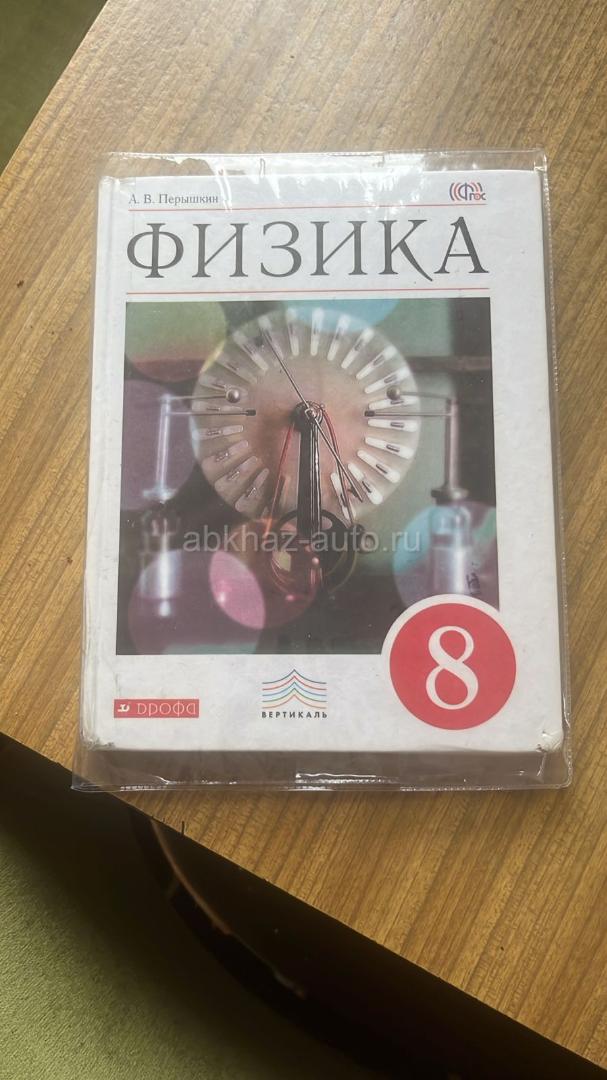 А. В. Перышкин
ФГОС
ФИЗИКА
abkhaz-auto.ru
8
дрофа
ВЕРТИКАЛЬ